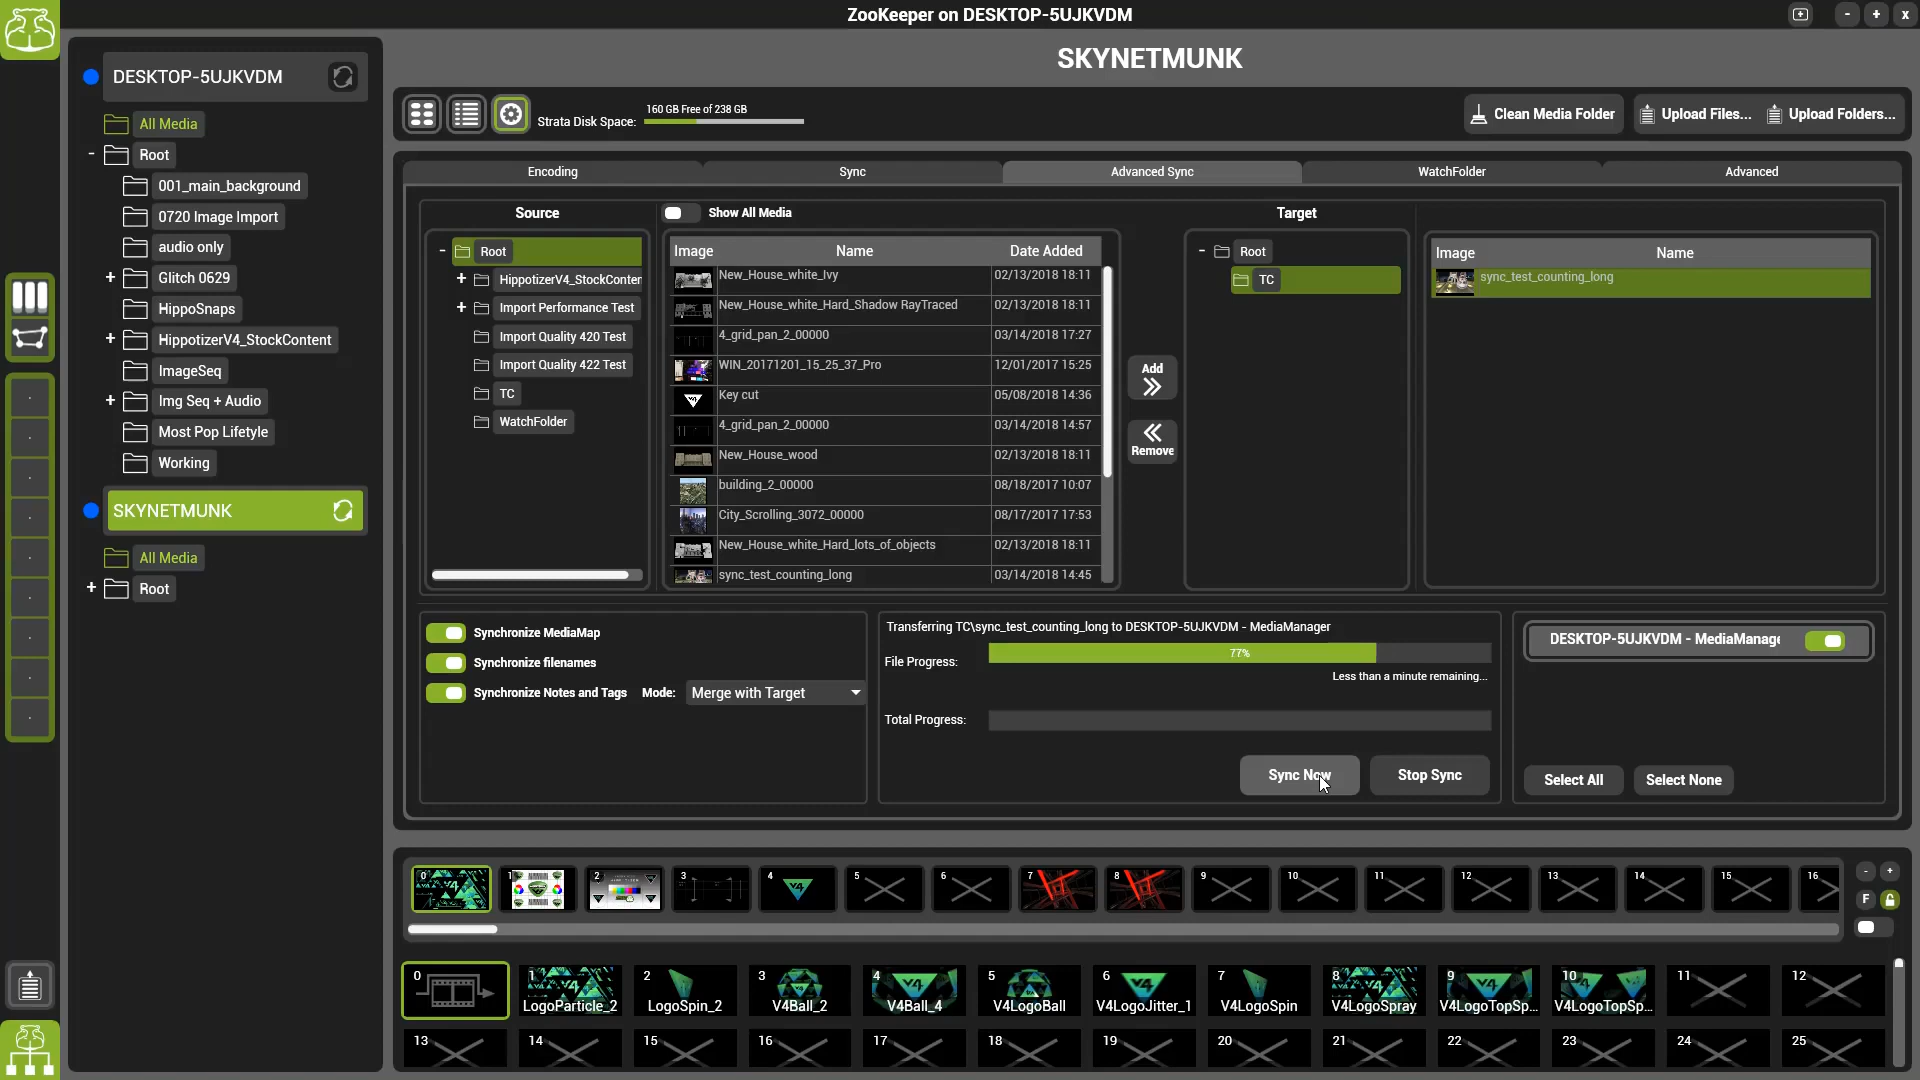 ZooKeeper on DESKTOP-5UJKVDM
- + x
SKYNETMUNK
DESKTOP-5UJKVDM
All Media
- Root
001_main_background
0720 Image Import
audio only
+ Glitch 0629
HippoSnaps
+ HippotizerV4_StockContent
ImageSeq
+ Img Seq + Audio
Most Pop Lifetyle
Working
SKYNETMUNK
All Media
+ Root
Strata Disk Space:
160 GB Free of 238 GB
Clean Media Folder
Upload Files...
Upload Folders...
Encoding
Sync
Advanced Sync
WatchFolder
Advanced
Source
- Root
+ HippotizerV4_StockConter
+ Import Performance Test
Import Quality 420 Test
Import Quality 422 Test
TC
WatchFolder
Show All Media
Image Name Date Added
New_House_white_Ivy 02/13/2018 18:11
New_House_white_Hard_Shadow RayTraced 02/13/2018 18:11
4_grid_pan_2_00000 03/14/2018 17:27
WIN_20171201_15_25_37_Pro 12/01/2017 15:25
Key cut 05/08/2018 14:36
4_grid_pan_2_00000 03/14/2018 14:57
New_House_wood 02/13/2018 18:11
building_2_00000 08/18/2017 10:07
City_Scrolling_3072_00000 08/17/2017 17:53
New_House_white_Hard_lots_of_objects 02/13/2018 18:11
sync_test_counting_long 03/14/2018 14:45
Add
Remove
Target
- Root
TC
Image Name
sync_test_counting_long
Synchronize MediaMap
Synchronize filenames
Synchronize Notes and Tags Mode: Merge with Target
Transferring TC\sync_test_counting_long to DESKTOP-5UJKVDM - MediaManager
File Progress: 77%
Less than a minute remaining...
Total Progress:
Sync Now
Stop Sync
DESKTOP-5UJKVDM - MediaManage
Select All
Select None
0 1 2 3 4 5 6 7 8 9 10 11 12 13 14 15 16
- +
F
0
1 LogoParticle_2
2 LogoSpin_2
3 V4Ball_2
4 V4Ball_4
5 V4LogoBall
6 V4LogoJitter_1
7 V4LogoSpin
8 V4LogoSpray
9 V4LogoTopSp...
10 V4LogoTopSp...
11
12
13 14 15 16 17 18 19 20 21 22 23 24 25